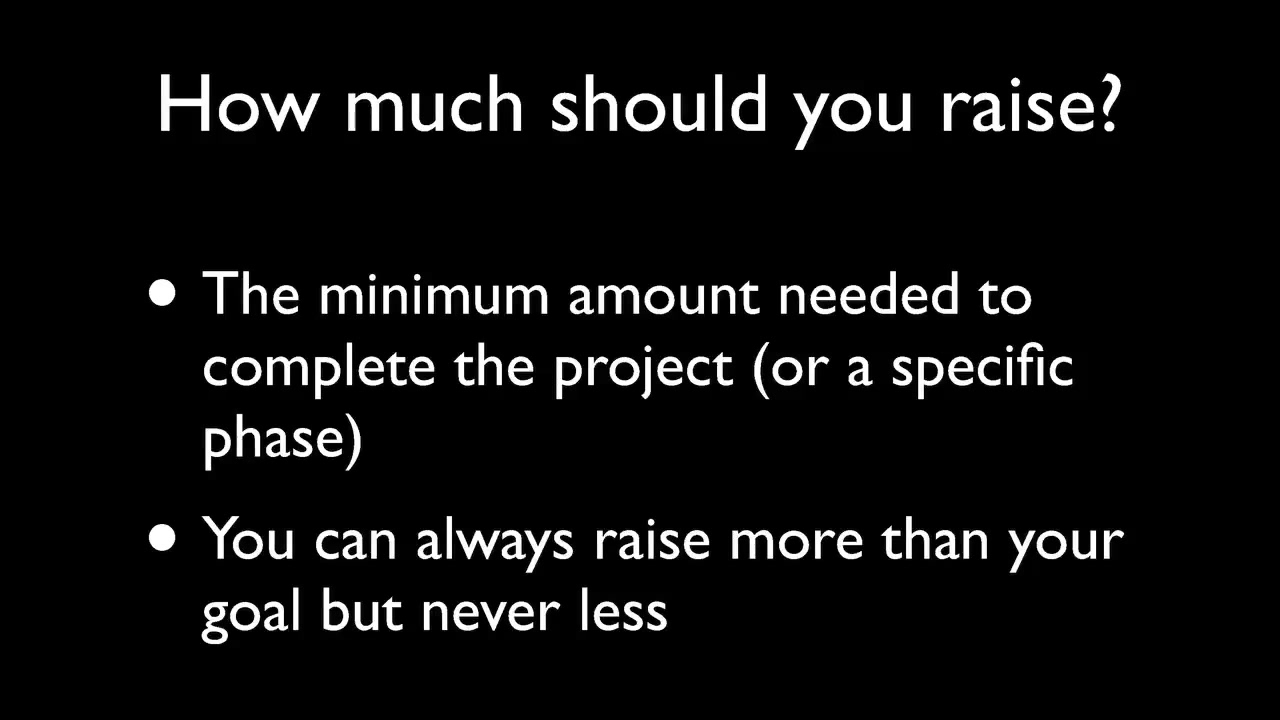 How much should you raise?
• The minimum amount needed to
complete the project (or a specific
phase)
• You can always raise more than your
goal but never less